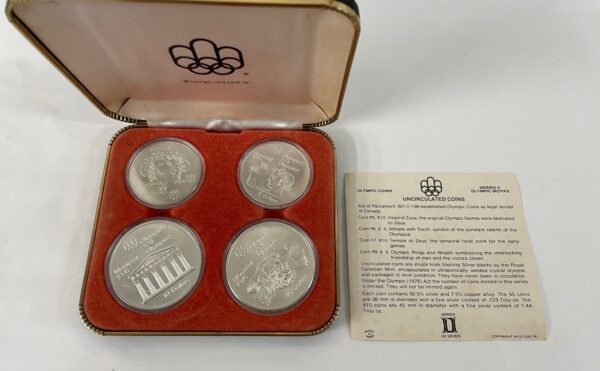 OLYMPIC COINS
SERIES II
OLYMPIC MOTIFS
UNCIRCULATED COINS
Act of Parliament, Bill C-196 established Olympic Coins as legal tender
of Canada.
Coin #5, $10. Head of Zeus, the original Olympic Games were dedicated
to Zeus.
Coin #6, $ 5. Athlete with Torch, symbol of the constant rebirth of the
Olympics
Coin #7, $10. Temple of Zeus, the temporal focal point for the early
games.
Coin #8, $ 5. Olympic Rings and Wreath symbolizing the interlocking
friendship of man and the victors crown.
Uncirculated coins are struck from Sterling Silver blanks by the Royal
Canadian Mint, encapsulated in ultrasonically welded crystal styrene
and packaged in mint condition. They have never been in circulation.
Under the Olympic (1976) Act the number of coins minted in this series
is limited. They will not be minted again.
Each coin contains 92.5% silver and 7.5% copper alloy. The $5 coins
are 38 mm in diameter with a fine silver content of .723 Troy oz. The
$10 coins are 45 mm in diameter with a fine silver content of 1.44
Troy oz.
SERIES
II
OF SEVEN
COPYRIGHT 1972 COJO 76
10 Dollars